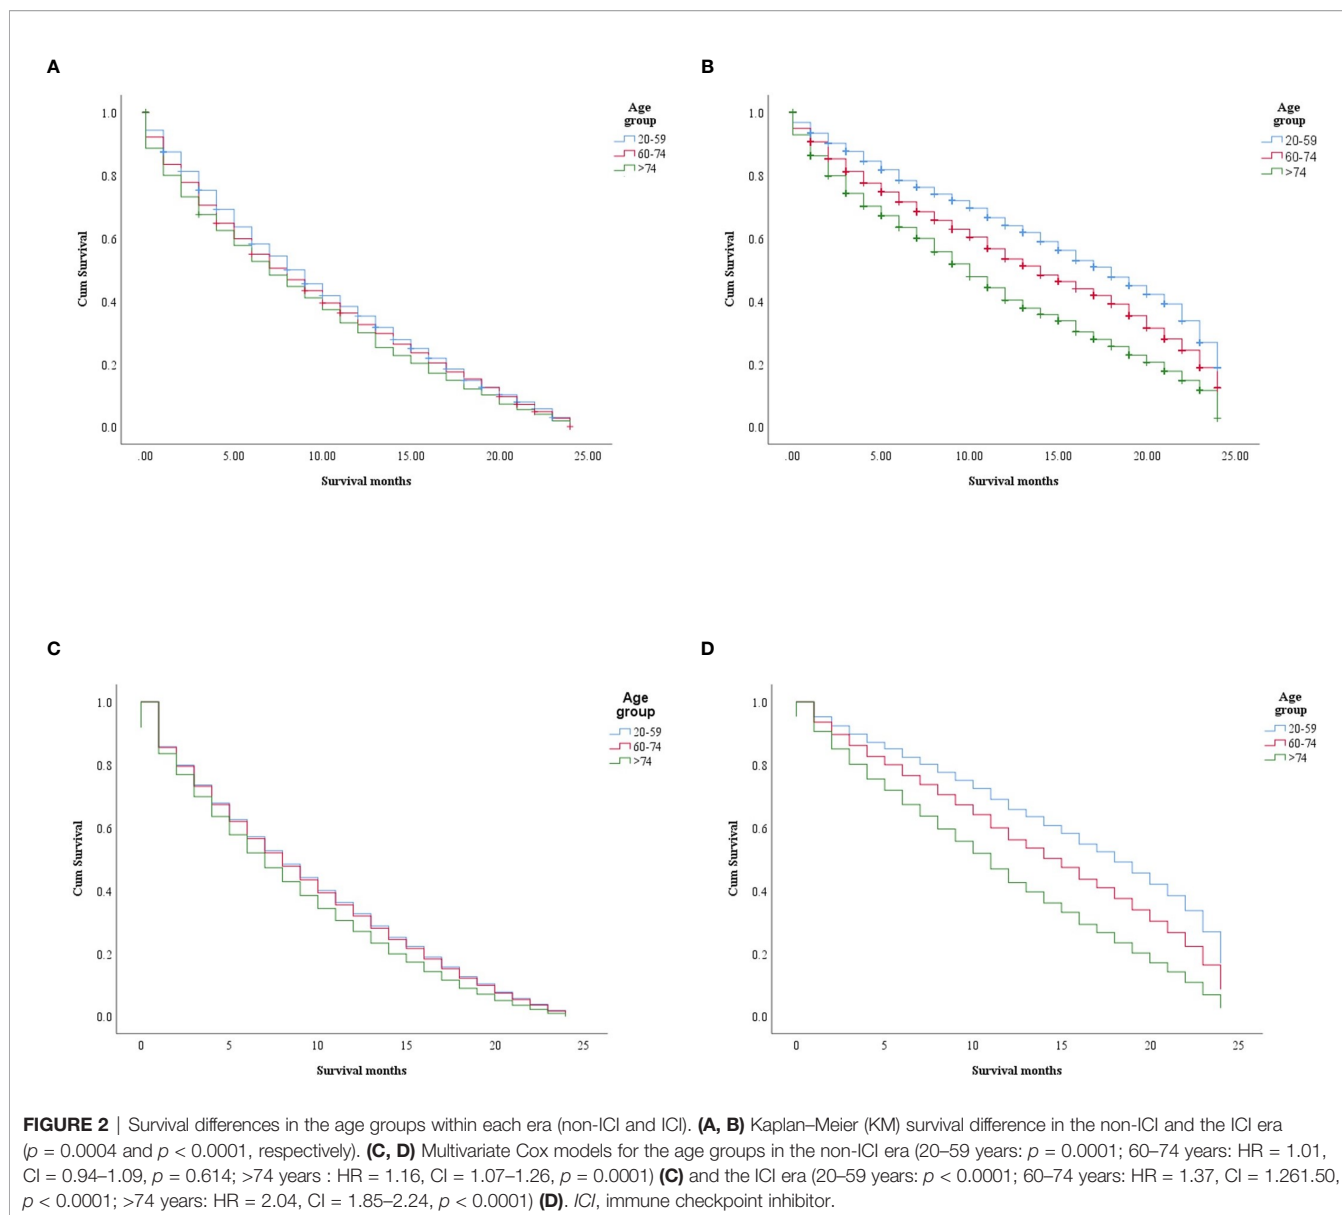 A
Age
group
20-59
60-74
>74
1.0
0.8
0.6
0.4
0.2
0.0
Cum Survival
.00 5.00 10.00 15.00 20.00 25.00
Survival months
B
Age
group
20-59
60-74
>74
1.0
0.8
0.6
0.4
0.2
0.0
Cum Survival
.00 5.00 10.00 15.00 20.00 25.00
Survival months
C
Age
group
20-59
60-74
>74
1.0
0.8
0.6
0.4
0.2
0.0
Cum Survival
0 5 10 15 20 25
Survival months
D
Age
group
20-59
60-74
>74
1.0
0.8
0.6
0.4
0.2
0.0
Cum Survival
0 5 10 15 20 25
Survival months
FIGURE 2 | Survival differences in the age groups within each era (non-ICI and ICI). (A, B) Kaplan–Meier (KM) survival difference in the non-ICI and the ICI era
(p = 0.0004 and p < 0.0001, respectively). (C, D) Multivariate Cox models for the age groups in the non-ICI era (20–59 years: p = 0.0001; 60–74 years: HR = 1.01,
CI = 0.94–1.09, p = 0.614; >74 years : HR = 1.16, CI = 1.07–1.26, p = 0.0001) (C) and the ICI era (20–59 years: p < 0.0001; 60–74 years: HR = 1.37, CI = 1.261.50,
p < 0.0001; >74 years: HR = 2.04, CI = 1.85–2.24, p < 0.0001) (D). ICI, immune checkpoint inhibitor.